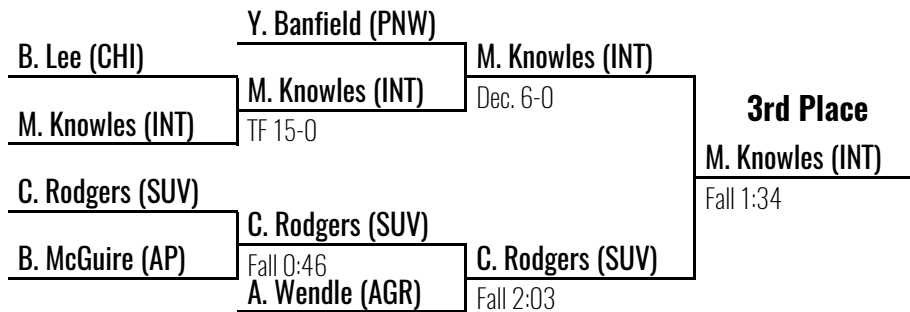 Y. Banfield (PNW)
B. Lee (CHI)
M. Knowles (INT)
M. Knowles (INT)
Dec. 6-0
3rd Place
M. Knowles (INT)
TF 15-0
M. Knowles (INT)
Fall 1:34
C. Rodgers (SUV)
C. Rodgers (SUV)
B. McGuire (AP)
Fall 0:46
C. Rodgers (SUV)
A. Wendle (AGR)
Fall 2:03